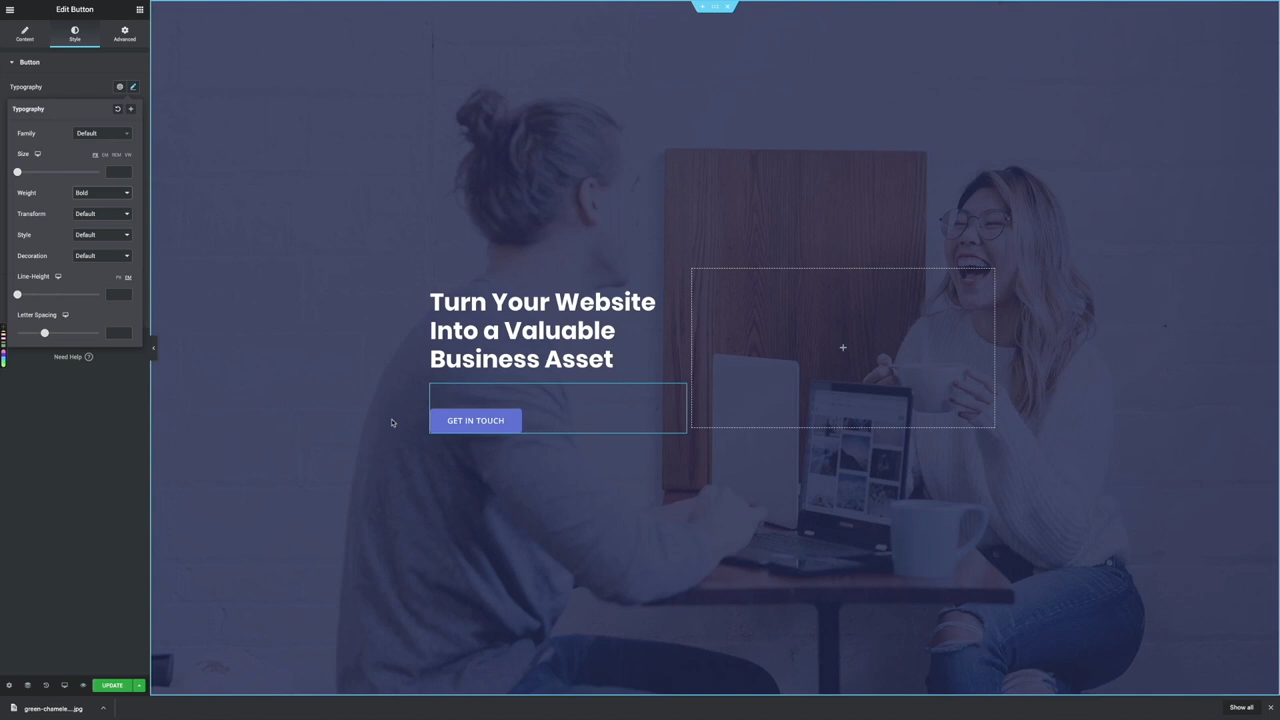 Edit Button
Content
Style
Advanced
Button
Typography
Typography
Family
Default
Size
PX EM REM VW
Weight
Bold
Transform
Default
Style
Default
Decoration
Default
Line-Height
PX EM
Letter Spacing
Need Help
?
UPDATE
Turn Your Website
Into a Valuable
Business Asset
GET IN TOUCH
green-chamele....jpg
Show all